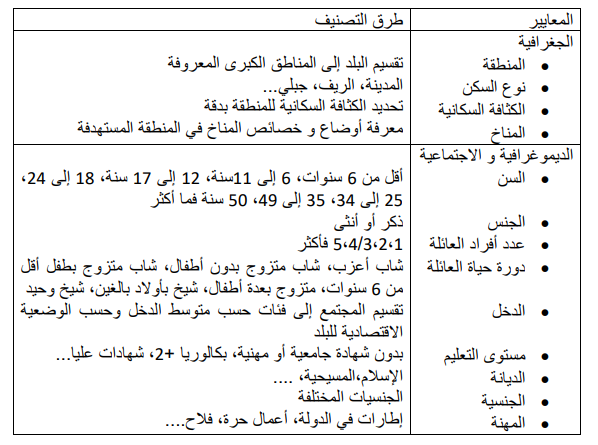 المعايير	طرق التصنيف
الجغرافية
• المنطقة	تقسيم البلد إلى المناطق الكبرى المعروفة
• نوع السكن	المدينة، الريف، جبلي...
• الكثافة السكانية	تحديد الكثافة السكانية للمنطقة بدقة
• المناخ	معرفة أوضاع و خصائص المناخ في المنطقة المستهدفة
الديموغرافية و الاجتماعية
• السن	أقل من 6 سنوات، 6 إلى 11سنة، 12 إلى 17 سنة، 18 إلى 24،
25 إلى 34، 35 إلى 49، 50 سنة فما أكثر
• الجنس	ذكر أو أنثى
• عدد أفراد العائلة	1،2،3/4،5 فأكثر
• دورة حياة العائلة	شاب أعزب، شاب متزوج بدون أطفال، شاب متزوج بطفل أقل
من 6 سنوات، متزوج بعدة أطفال، شيخ بأولاد بالغين، شيخ وحيد
• الدخل	تقسيم المجتمع إلى فئات حسب متوسط الدخل وحسب الوضعية
الاقتصادية للبلد
• مستوى التعليم	بدون شهادة جامعية أو مهنية، بكالوريا +2، شهادات عليا...
• الديانة	الإسلام،المسيحية، ....
• الجنسية	الجنسيات المختلفة
• المهنة	إطارات في الدولة، أعمال حرة، فلاح....